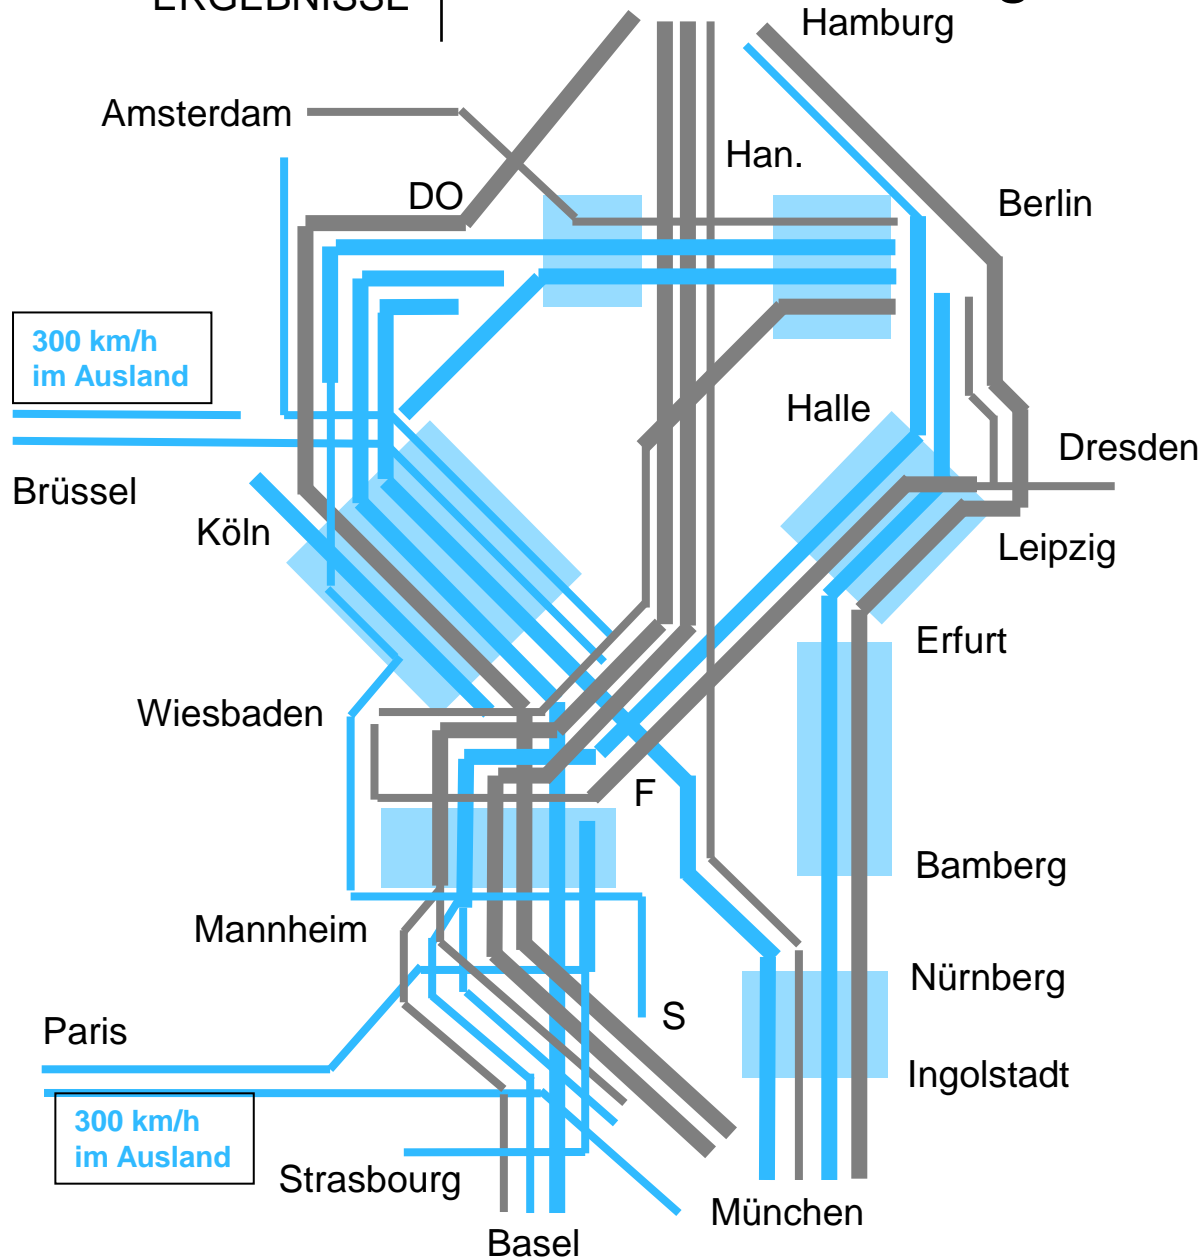 ERGEBNISSE
Hamburg
Amsterdam
Han.
DO
Berlin
300 km/h
im Ausland
Halle
Dresden
Brüssel
Köln
Leipzig
Erfurt
Wiesbaden
F
Bamberg
Mannheim
Nürnberg
S
Paris
Ingolstadt
300 km/h
im Ausland
Strasbourg
München
Basel